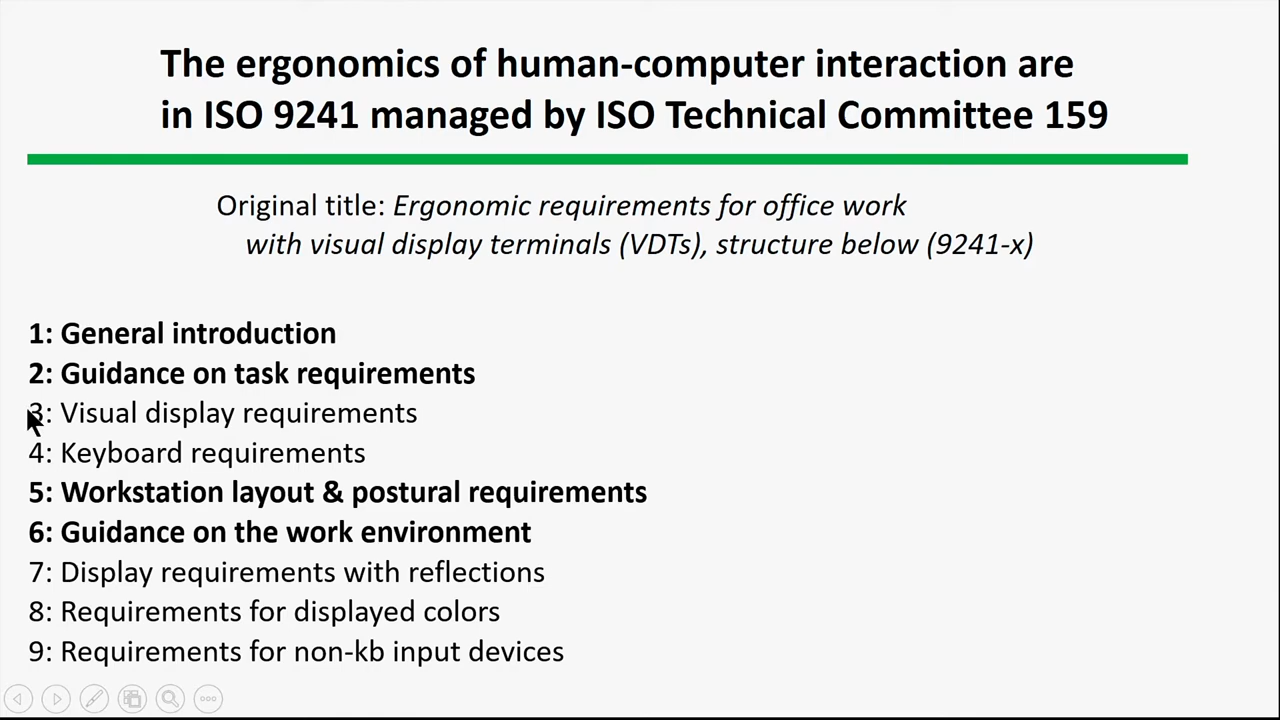 The ergonomics of human-computer interaction are
in ISO 9241 managed by ISO Technical Committee 159
Original title: Ergonomic requirements for office work
with visual display terminals (VDTs), structure below (9241-x)
1: General introduction
2: Guidance on task requirements
3: Visual display requirements
4: Keyboard requirements
5: Workstation layout & postural requirements
6: Guidance on the work environment
7: Display requirements with reflections
8: Requirements for displayed colors
9: Requirements for non-kb input devices